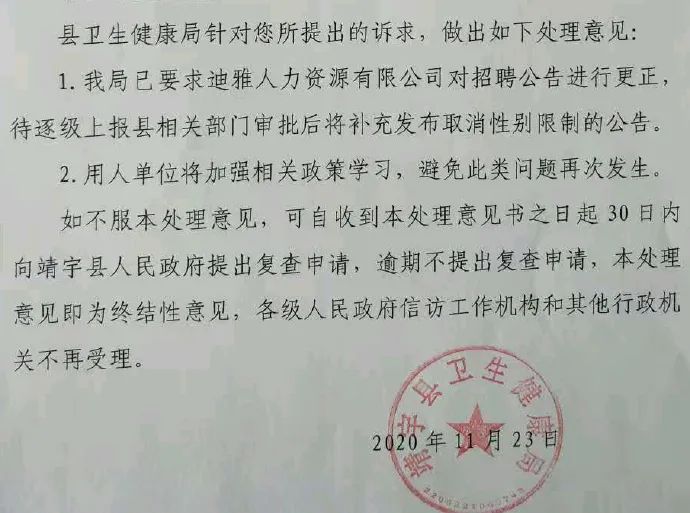 县卫生健康局针对您所提出的诉求，做出如下处理意见：
1.我局已要求迪雅人力资源有限公司对招聘公告进行更正，
待逐级上报县相关部门审批后将补充发布取消性别限制的公告。
2.用人单位将加强相关政策学习，避免此类问题再次发生。
如不服本处理意见，可自收到本处理意见书之日起 30 日内
向靖宇县人民政府提出复查申请，逾期不提出复查申请，本处理
意见即为终结性意见，各级人民政府信访工作机构和其他行政机
关不再受理。
靖宇县卫生健康局
2020 年 11 月 23 日